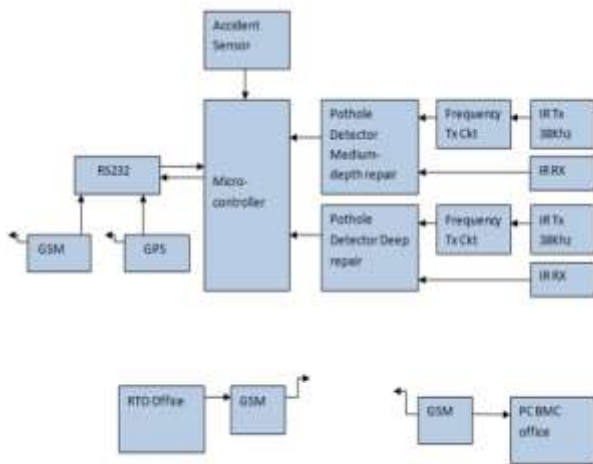 Accident
Sensor
Pothole
Detector
Medium-
depth repair
Frequency
Tx Ckt
IR Tx
38Khz
IR RX
RS232
Micro-
controller
Pothole
Detector Deep
repair
Frequency
Tx Ckt
IR Tx
38Khz
IR RX
GSM
GPS
RTO Office
GSM
GSM
PC BMC
office